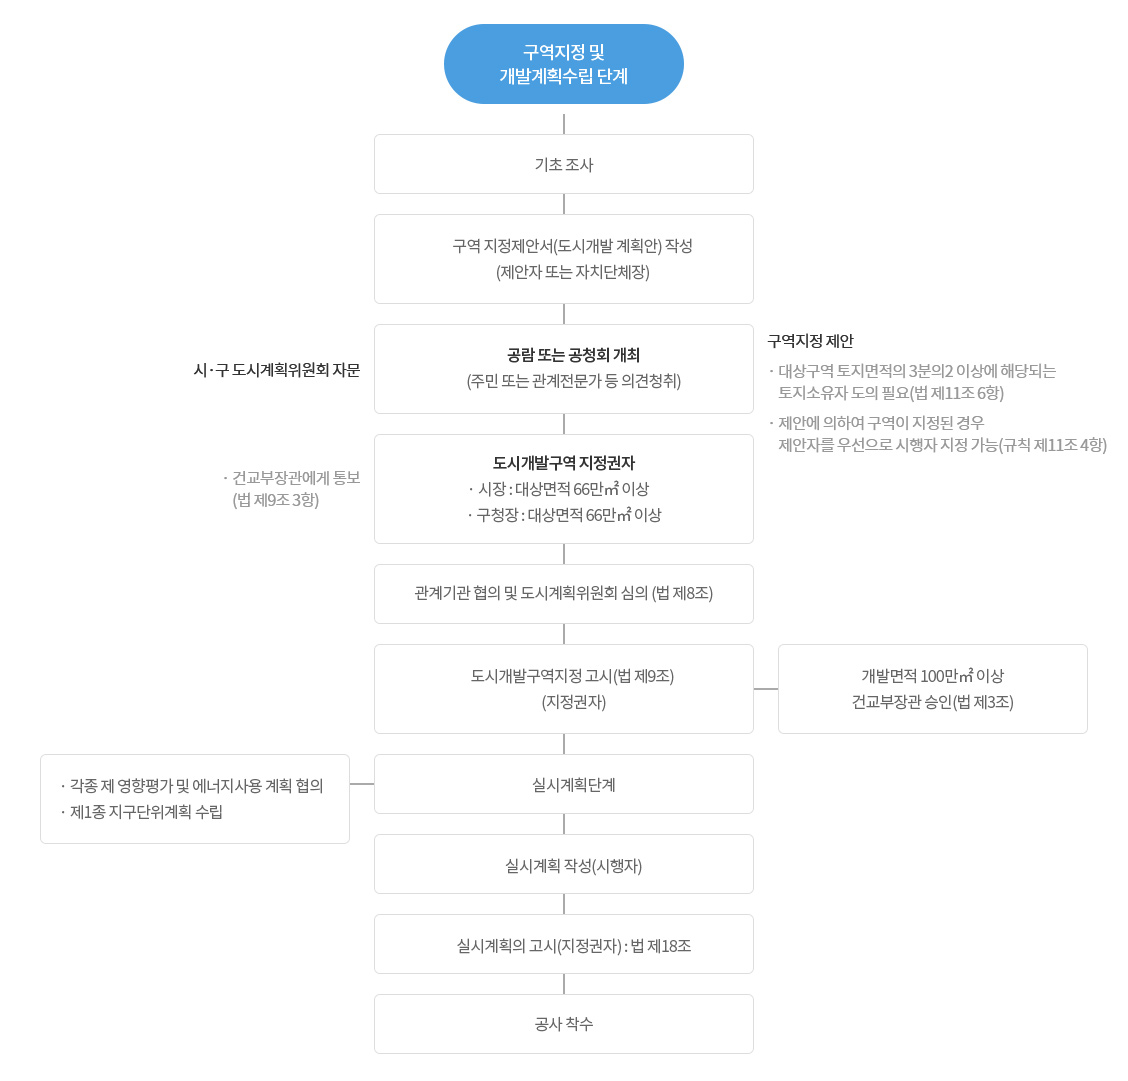 구역지정 및
개발계획수립 단계
기초 조사
구역 지정제안서(도시개발 계획안) 작성
(제안자 또는 자치단체장)
시·구 도시계획위원회 자문
공람 또는 공청회 개최
(주민 또는 관계전문가 등 의견청취)
구역지정 제안
· 대상구역 토지면적의 3분의2 이상에 해당되는
토지소유자 도의 필요(법 제11조 6항)
· 제안에 의하여 구역이 지정된 경우
제안자를 우선으로 시행자 지정 가능(규칙 제11조 4항)
· 건교부장관에게 통보
(법 제9조 3항)
도시개발구역 지정권자
· 시장 : 대상면적 66만㎡ 이상
· 구청장 : 대상면적 66만㎡ 이상
관계기관 협의 및 도시계획위원회 심의 (법 제8조)
도시개발구역지정 고시(법 제9조)
(지정권자)
개발면적 100만㎡ 이상
건교부장관 승인(법 제3조)
· 각종 제 영향평가 및 에너지사용 계획 협의
· 제1종 지구단위계획 수립
실시계획단계
실시계획 작성(시행자)
실시계획의 고시(지정권자) : 법 제18조
공사 착수